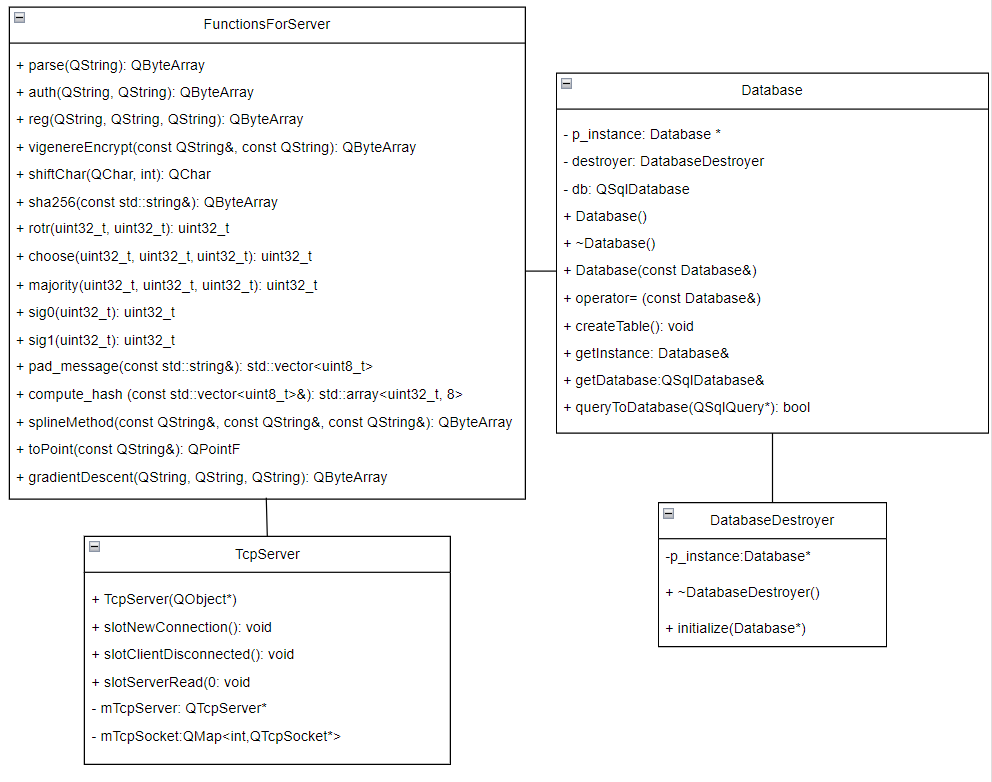 FunctionsForServer
+ parse(QString): QByteArray
+ auth(QString, QString): QByteArray
+ reg(QString, QString, QString): QByteArray
+ vigenereEncrypt(const QString&, const QString): QByteArray
+ shiftChar(QChar, int): QChar
+ sha256(const std::string&): QByteArray
+ rotr(uint32_t, uint32_t): uint32_t
+ choose(uint32_t, uint32_t, uint32_t): uint32_t
+ majority(uint32_t, uint32_t, uint32_t): uint32_t
+ sig0(uint32_t): uint32_t
+ sig1(uint32_t): uint32_t
+ pad_message(const std::string&): std::vector<uint8_t>
+ compute_hash (const std::vector<uint8_t>&): std::array<uint32_t, 8>
+ splineMethod(const QString&, const QString&, const QString&): QByteArray
+ toPoint(const QString&): QPointF
+ gradientDescent(QString, QString, QString): QByteArray
Database
- p_instance: Database *
- destroyer: DatabaseDestroyer
- db: QSqlDatabase
+ Database()
+ ~Database()
+ Database(const Database&)
+ operator= (const Database&)
+ createTable(): void
+ getInstance: Database&
+ getDatabase:QSqlDatabase&
+ queryToDatabase(QSqlQuery*): bool
TcpServer
+ TcpServer(QObject*)
+ slotNewConnection(): void
+ slotClientDisconnected(): void
+ slotServerRead(0: void
- mTcpServer: QTcpServer*
- mTcpSocket:QMap<int,QTcpSocket*>
DatabaseDestroyer
-p_instance:Database*
+ ~DatabaseDestroyer()
+ initialize(Database*)